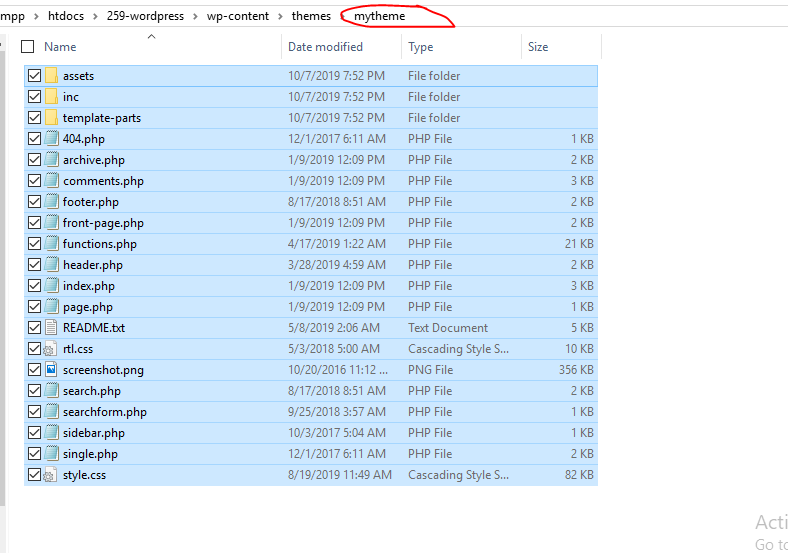 mpp > htdocs > 259-wordpress > wp-content > themes > mytheme
Name Date modified Type Size
assets 10/7/2019 7:52 PM File folder
inc 10/7/2019 7:52 PM File folder
template-parts 10/7/2019 7:52 PM File folder
404.php 12/1/2017 6:11 AM PHP File 1 KB
archive.php 1/9/2019 12:09 PM PHP File 2 KB
comments.php 1/9/2019 12:09 PM PHP File 3 KB
footer.php 8/17/2018 8:51 AM PHP File 2 KB
front-page.php 1/9/2019 12:09 PM PHP File 2 KB
functions.php 4/17/2019 1:22 AM PHP File 21 KB
header.php 3/28/2019 4:59 AM PHP File 2 KB
index.php 1/9/2019 12:09 PM PHP File 3 KB
page.php 1/9/2019 12:09 PM PHP File 1 KB
README.txt 5/8/2019 2:06 AM Text Document 5 KB
rtl.css 5/3/2018 5:00 AM Cascading Style S... 10 KB
screenshot.png 10/20/2016 11:12 ... PNG File 356 KB
search.php 8/17/2018 8:51 AM PHP File 2 KB
searchform.php 9/25/2018 3:57 AM PHP File 1 KB
sidebar.php 10/3/2017 5:04 AM PHP File 1 KB
single.php 12/1/2017 6:11 AM PHP File 2 KB
style.css 8/19/2019 11:49 AM Cascading Style S... 82 KB
Acti
Go to